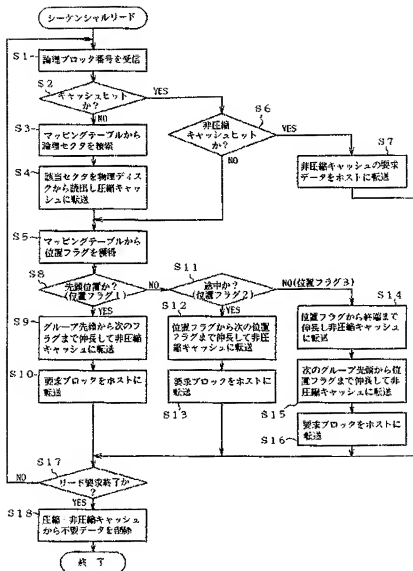 シーケンシャルリード
S1
論理ブロック番号を受信
S2
キャッシュヒット
か?
YES
NO
S6
非圧縮
キャッシュヒット
か?
YES
NO
S7
非圧縮キャッシュの要求
データをホストに転送
S3
マッピングテーブルから
論理セクタを検索
S4
該当セクタを物理ディスク
から読出し圧縮キャッシュ
に転送
S5
マッピングテーブルから
位置フラグを獲得
S8
先頭位置か?
(位置フラグ1)
NO
YES
S11
途中か?
(位置フラグ2)
NO(位置フラグ3)
YES
S9
グループ先頭から次のフ
ラグまで伸長して非圧縮
キャッシュに転送
S10
要求ブロックをホスト
に転送
S12
位置フラグから次の位置
フラグまで伸長して非圧
縮キャッシュに転送
S13
要求ブロックをホストに
転送
S14
位置フラグから終端まで
伸長し非圧縮キャッシュ
に転送
S15
次のグループ先頭から位
置フラグまで伸長して非
圧縮キャッシュに転送
S16
要求ブロックをホスト
に転送
S17
リード要求終了か
?
NO
YES
S18
圧縮・非圧縮キャッシュ
から不要データを削除
終了